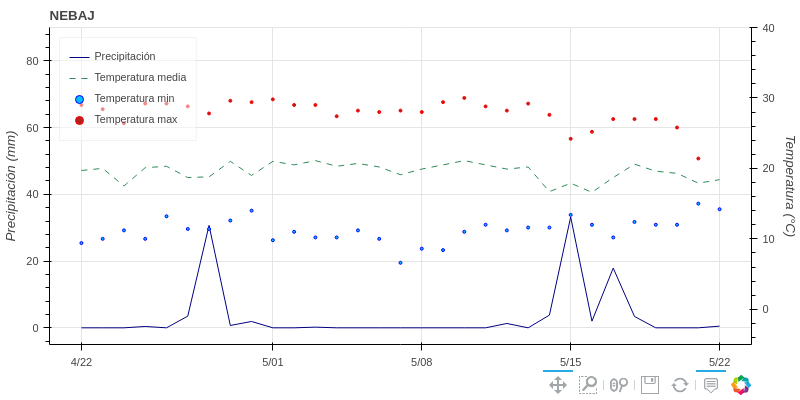 NEBAJ
Precipitación
Temperatura media
Temperatura min
Temperatura max
Precipitación (mm)
80
60
40
20
0
Temperatura (°C)
40
30
20
10
0
4/22
5/01
5/08
5/15
5/22